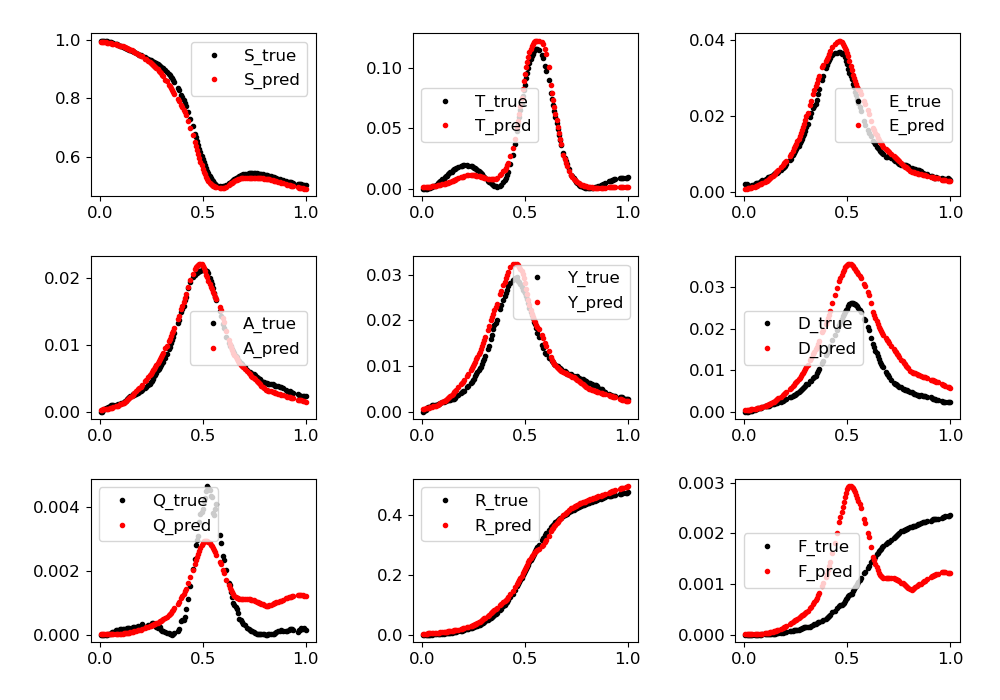 1.0
0.8
0.6
0.0 0.5 1.0
S_true
S_pred
0.10
0.05
0.00
0.0 0.5 1.0
T_true
T_pred
0.04
0.02
0.00
0.0 0.5 1.0
E_true
E_pred
0.02
0.01
0.00
0.0 0.5 1.0
A_true
A_pred
0.03
0.02
0.01
0.00
0.0 0.5 1.0
Y_true
Y_pred
0.03
0.02
0.01
0.00
0.0 0.5 1.0
D_true
D_pred
0.004
0.002
0.000
0.0 0.5 1.0
Q_true
Q_pred
0.4
0.2
0.0
0.0 0.5 1.0
R_true
R_pred
0.003
0.002
0.001
0.000
0.0 0.5 1.0
F_true
F_pred